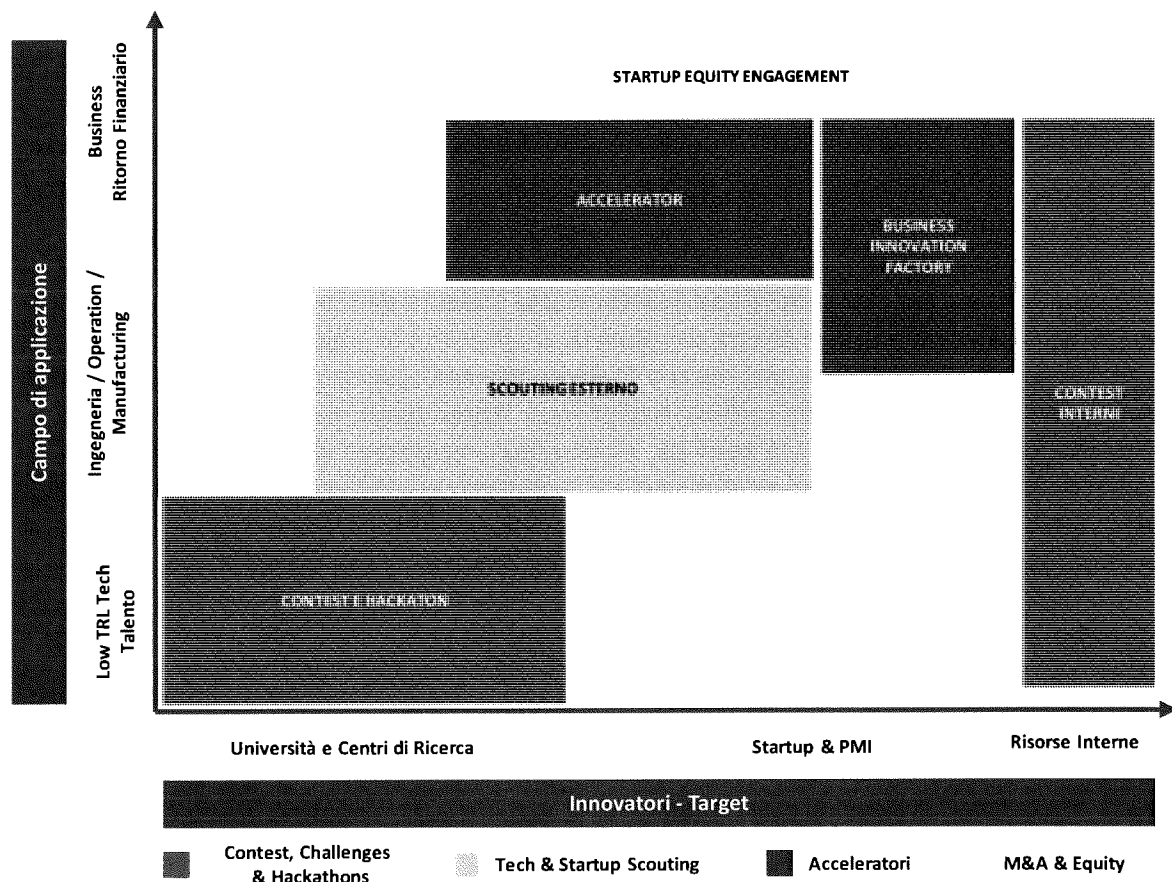 STARTUP EQUITY ENGAGEMENT
Campo di applicazione
Business
Ritorno Finanziario
Ingegneria / Operation /
Manufacturing
Low TRL Tech
Talento
ACCELERATOR
BUSINESS
INNOVATION
FACTORY
SCOUTING ESTERNO
CONTEST
INTERNI
CONTEST E HACKATON
Università e Centri di Ricerca
Startup & PMI
Risorse Interne
Innovatori - Target
Contest, Challenges
& Hackathons
Tech & Startup Scouting
Acceleratori
M&A & Equity